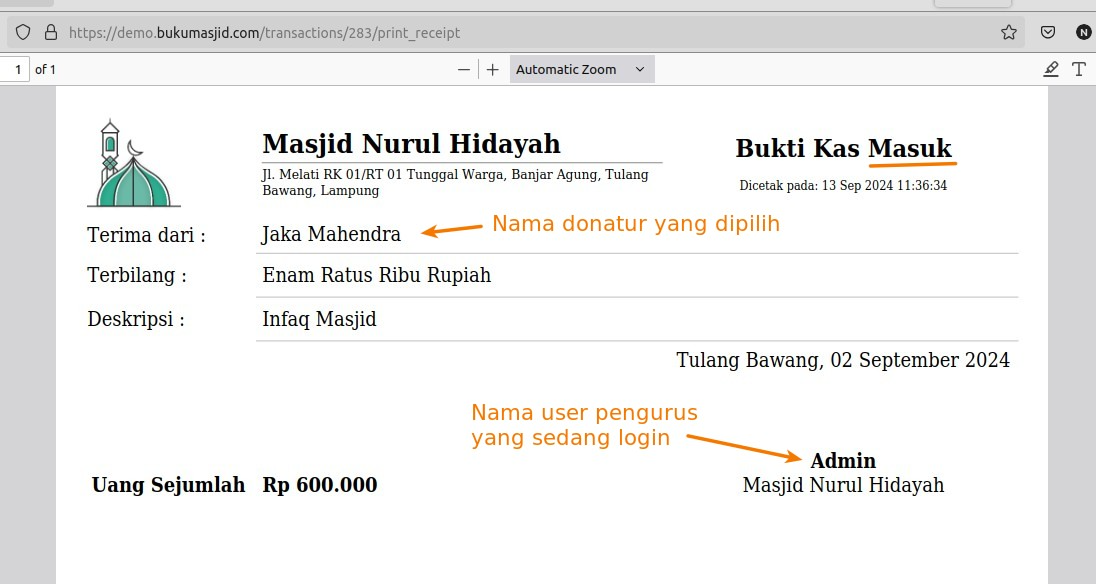 https://demo.bukumasjid.com/transactions/283/print_receipt
N
1 of 1
Automatic Zoom
T
Masjid Nurul Hidayah
Jl. Melati RK 01/RT 01 Tunggal Warga, Banjar Agung, Tulang
Bawang, Lampung
Bukti Kas Masuk
Dicetak pada: 13 Sep 2024 11:36:34
Terima dari : Jaka Mahendra
Nama donatur yang dipilih
Terbilang : Enam Ratus Ribu Rupiah
Deskripsi : Infaq Masjid
Tulang Bawang, 02 September 2024
Nama user pengurus
yang sedang login
Admin
Uang Sejumlah Rp 600.000
Masjid Nurul Hidayah